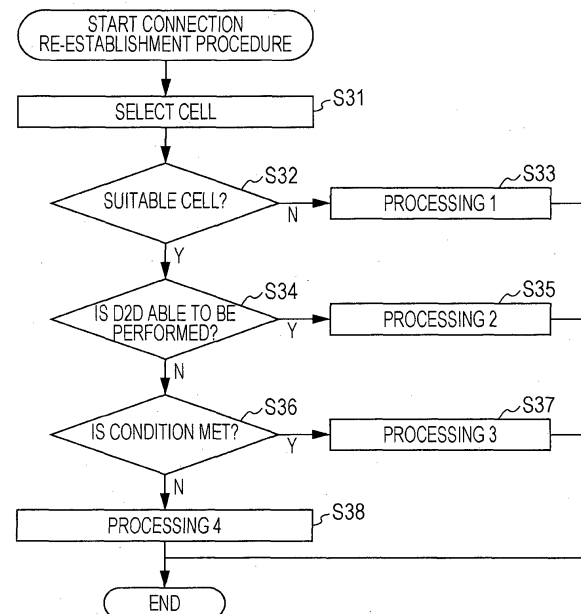 START CONNECTION
RE-ESTABLISHMENT PROCEDURE
S31
SELECT CELL
S32
SUITABLE CELL?
N
S33
PROCESSING 1
Y
S34
IS D2D ABLE TO BE
PERFORMED?
Y
S35
PROCESSING 2
N
S36
IS CONDITION MET?
Y
S37
PROCESSING 3
N
S38
PROCESSING 4
END